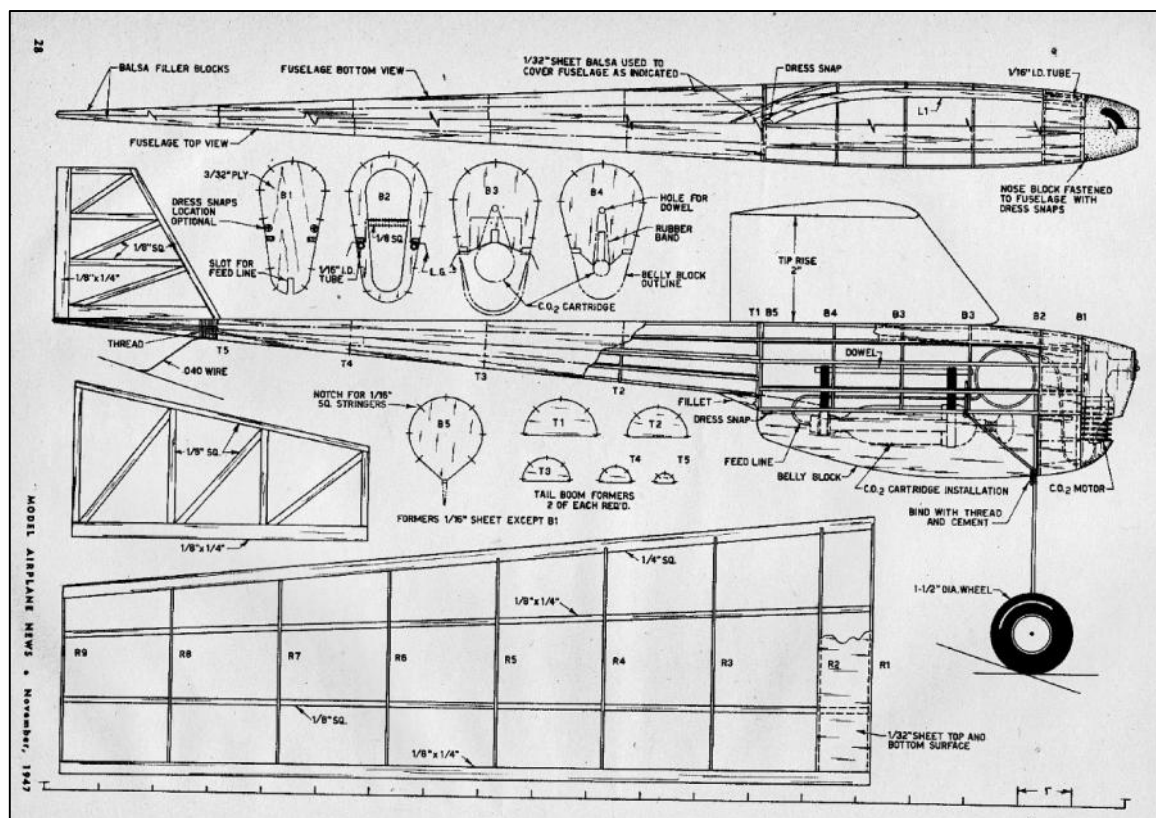 28
BALSA FILLER BLOCKS
FUSELAGE BOTTOM VIEW
1/32" SHEET BALSA USED TO
COVER FUSELAGE AS INDICATED
DRESS SNAP
1/16" I.D. TUBE
L1
FUSELAGE TOP VIEW
3/32" PLY
B1
B2
B3
B4
DRESS SNAPS
LOCATION
OPTIONAL
1/8 SQ.
HOLE FOR
DOWEL
RUBBER
BAND
NOSE BLOCK FASTENED
TO FUSELAGE WITH
DRESS SNAPS
1/8" SQ.
1/8" X 1/4"
SLOT FOR
FEED LINE
1/16" I.D.
TUBE
L.G.
C.O.2 CARTRIDGE
BELLY BLOCK
OUTLINE
TIP RISE
2"
T1 B5 B4 B3 B3 B2 B1
THREAD
T5
T4
T3
T2
DOWEL
.040 WIRE
FILLET
DRESS SNAP
NOTCH FOR 1/16"
SQ. STRINGERS
B5
T1
T2
T3
T4
T5
FEED LINE
BELLY BLOCK
C.O.2 CARTRIDGE INSTALLATION
C.O.2 MOTOR
1/8" SQ.
TAIL BOOM FORMERS
2 OF EACH REQ'D.
FORMERS 1/16" SHEET EXCEPT B1
BIND WITH THREAD
AND CEMENT
1/8" X 1/4"
1/4" SQ.
1/8" X 1/4"
1-1/2" DIA. WHEEL
R9
R8
R7
R6
R5
R4
R3
R2
R1
1/8" SQ.
1/8" X 1/4"
1/32" SHEET TOP AND
BOTTOM SURFACE
1"
MODEL AIRPLANE NEWS • November, 1947